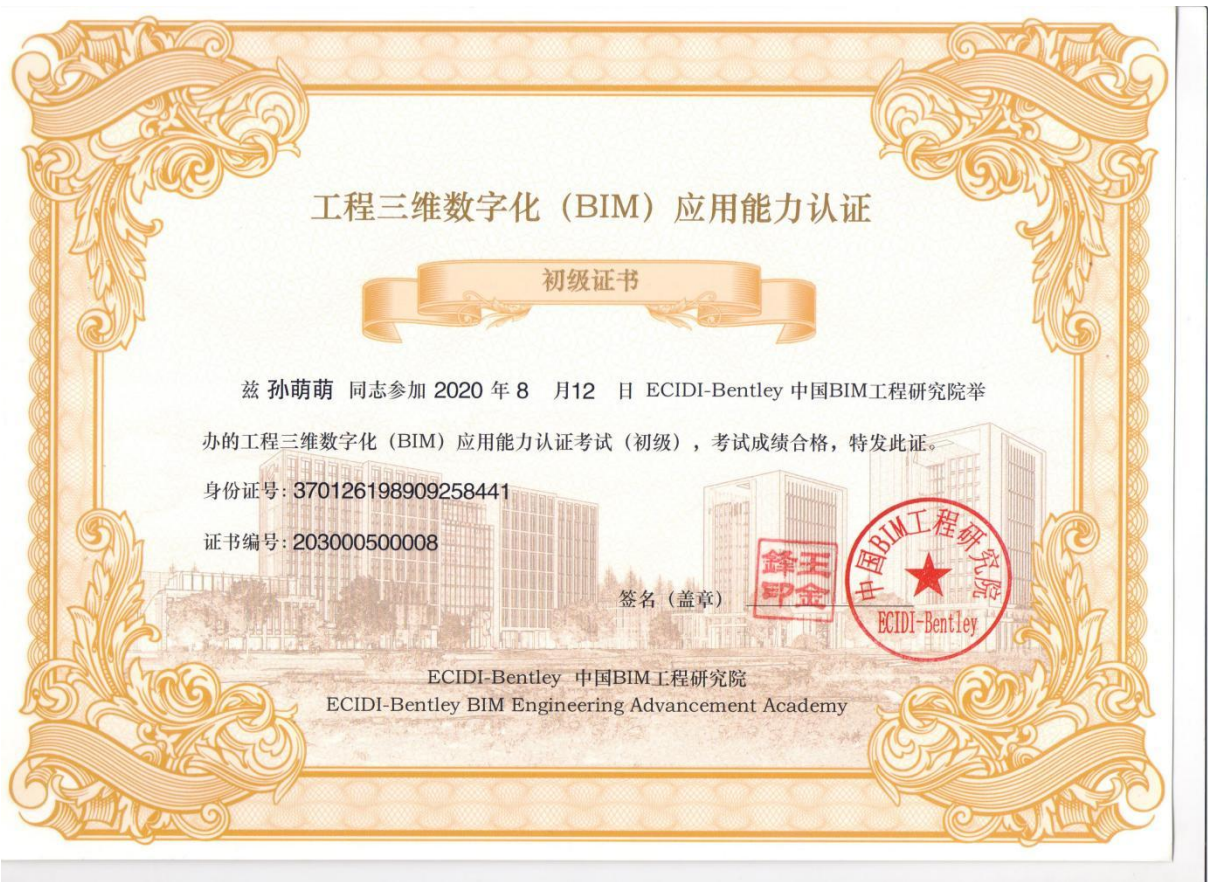 工程三维数字化（BIM）应用能力认证
初级证书
兹 孙萌萌 同志参加 2020 年 8 月12 日 ECIDI-Bentley 中国BIM工程研究院举
办的工程三维数字化（BIM）应用能力认证考试（初级），考试成绩合格，特发此证。
身份证号: 370126198909258441
证书编号: 203000500008
签名（盖章）
王金鋒印
中国BIM工程研究院
ECIDI-Bentley
ECIDI-Bentley 中国BIM工程研究院
ECIDI-Bentley BIM Engineering Advancement Academy